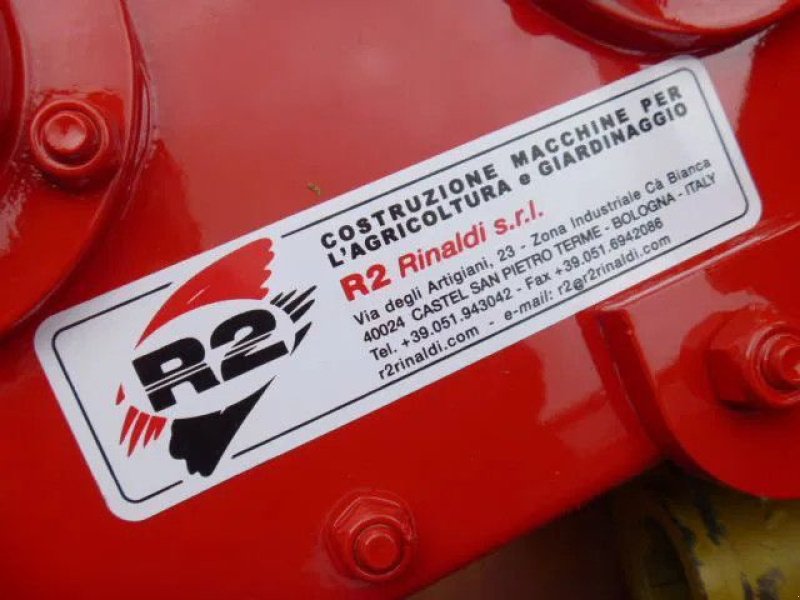 R2
COSTRUZIONE MACCHINE PER
L'AGRICOLTURA e GIARDINAGGIO
R2 Rinaldi s.r.l.
Via degli Artigiani, 23 - Zona Industriale Cà Bianca
40024 CASTEL SAN PIETRO TERME - BOLOGNA - ITALY
Tel. +39.051.943042 - Fax +39.051.6942086
r2rinaldi.com - e-mail: r2@r2rinaldi.com